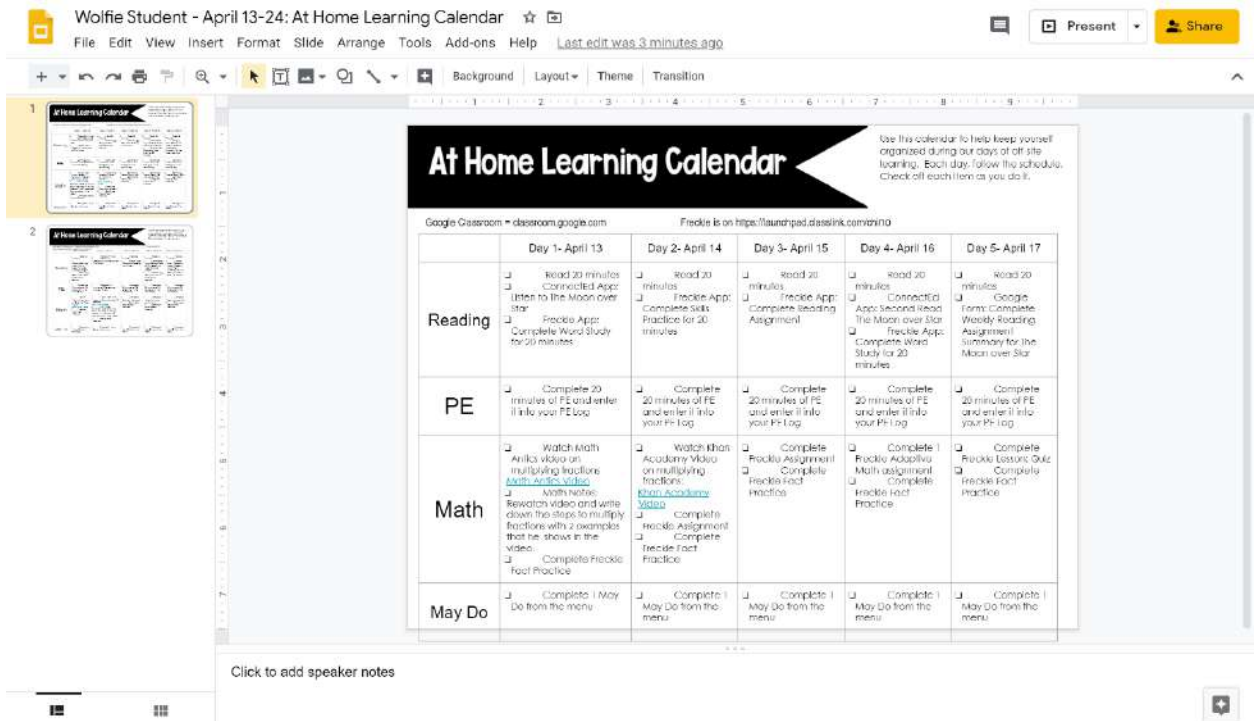 Wolfie Student - April 13-24: At Home Learning Calendar
File Edit View Insert Format Slide Arrange Tools Add-ons Help Last edit was 3 minutes ago
Present
Share
Background Layout Theme Transition
1
At Home Learning Calendar
2
At Home Learning Calendar
At Home Learning Calendar
Use this calendar to help keep yourself
organized during our days of off-site
learning. Each day, follow the schedule.
Check off each item as you do it.
Google Classroom = classroom.google.com Freckle is on https://launchpad.classlink.com/chil10
Day 1- April 13 Day 2- April 14 Day 3- April 15 Day 4- April 16 Day 5- April 17
Reading
Read 20 minutes
ConnectEd App:
Listen to The Moon over
Star
Freckle App:
Complete Word Study
for 20 minutes
Read 20
minutes
Freckle App:
Complete Skills
Practice for 20
minutes
Read 20
minutes
Freckle App:
Complete Reading
Assignment
Read 20
minutes
ConnectEd
App: Second Read
The Moon over Star
Freckle App:
Complete Word
Study for 20
minutes
Read 20
minutes
Google
Form: Complete
Weekly Reading
Assignment
Summary for The
Moon over Star
PE
Complete 20
minutes of PE and enter
it into your PE Log
Complete
20 minutes of PE
and enter it into
your PE Log
Complete
20 minutes of PE
and enter it into
your PE Log
Complete
20 minutes of PE
and enter it into
your PE Log
Complete
20 minutes of PE
and enter it into
your PE Log
Math
Watch Math
Antics video on
multiplying fractions
Math Antics Video
Math Notes:
Rewatch video and write
down the steps to multiply
fractions with 2 examples
that he shows in the
video.
Complete Freckle
Fact Practice
Watch Khan
Academy Video
on multiplying
fractions:
Khan Academy
Video
Complete
Freckle Assignment
Complete
Freckle Fact
Practice
Complete
Freckle Assignment
Complete
Freckle Fact
Practice
Complete 1
Freckle Adaptive
Math assignment
Complete
Freckle Fact
Practice
Complete
Freckle Lesson: Quiz
Complete
Freckle Fact
Practice
May Do
Complete 1 May
Do from the menu
Complete 1
May Do from the
menu
Complete 1
May Do from the
menu
Complete 1
May Do from the
menu
Complete 1
May Do from the
menu
Click to add speaker notes